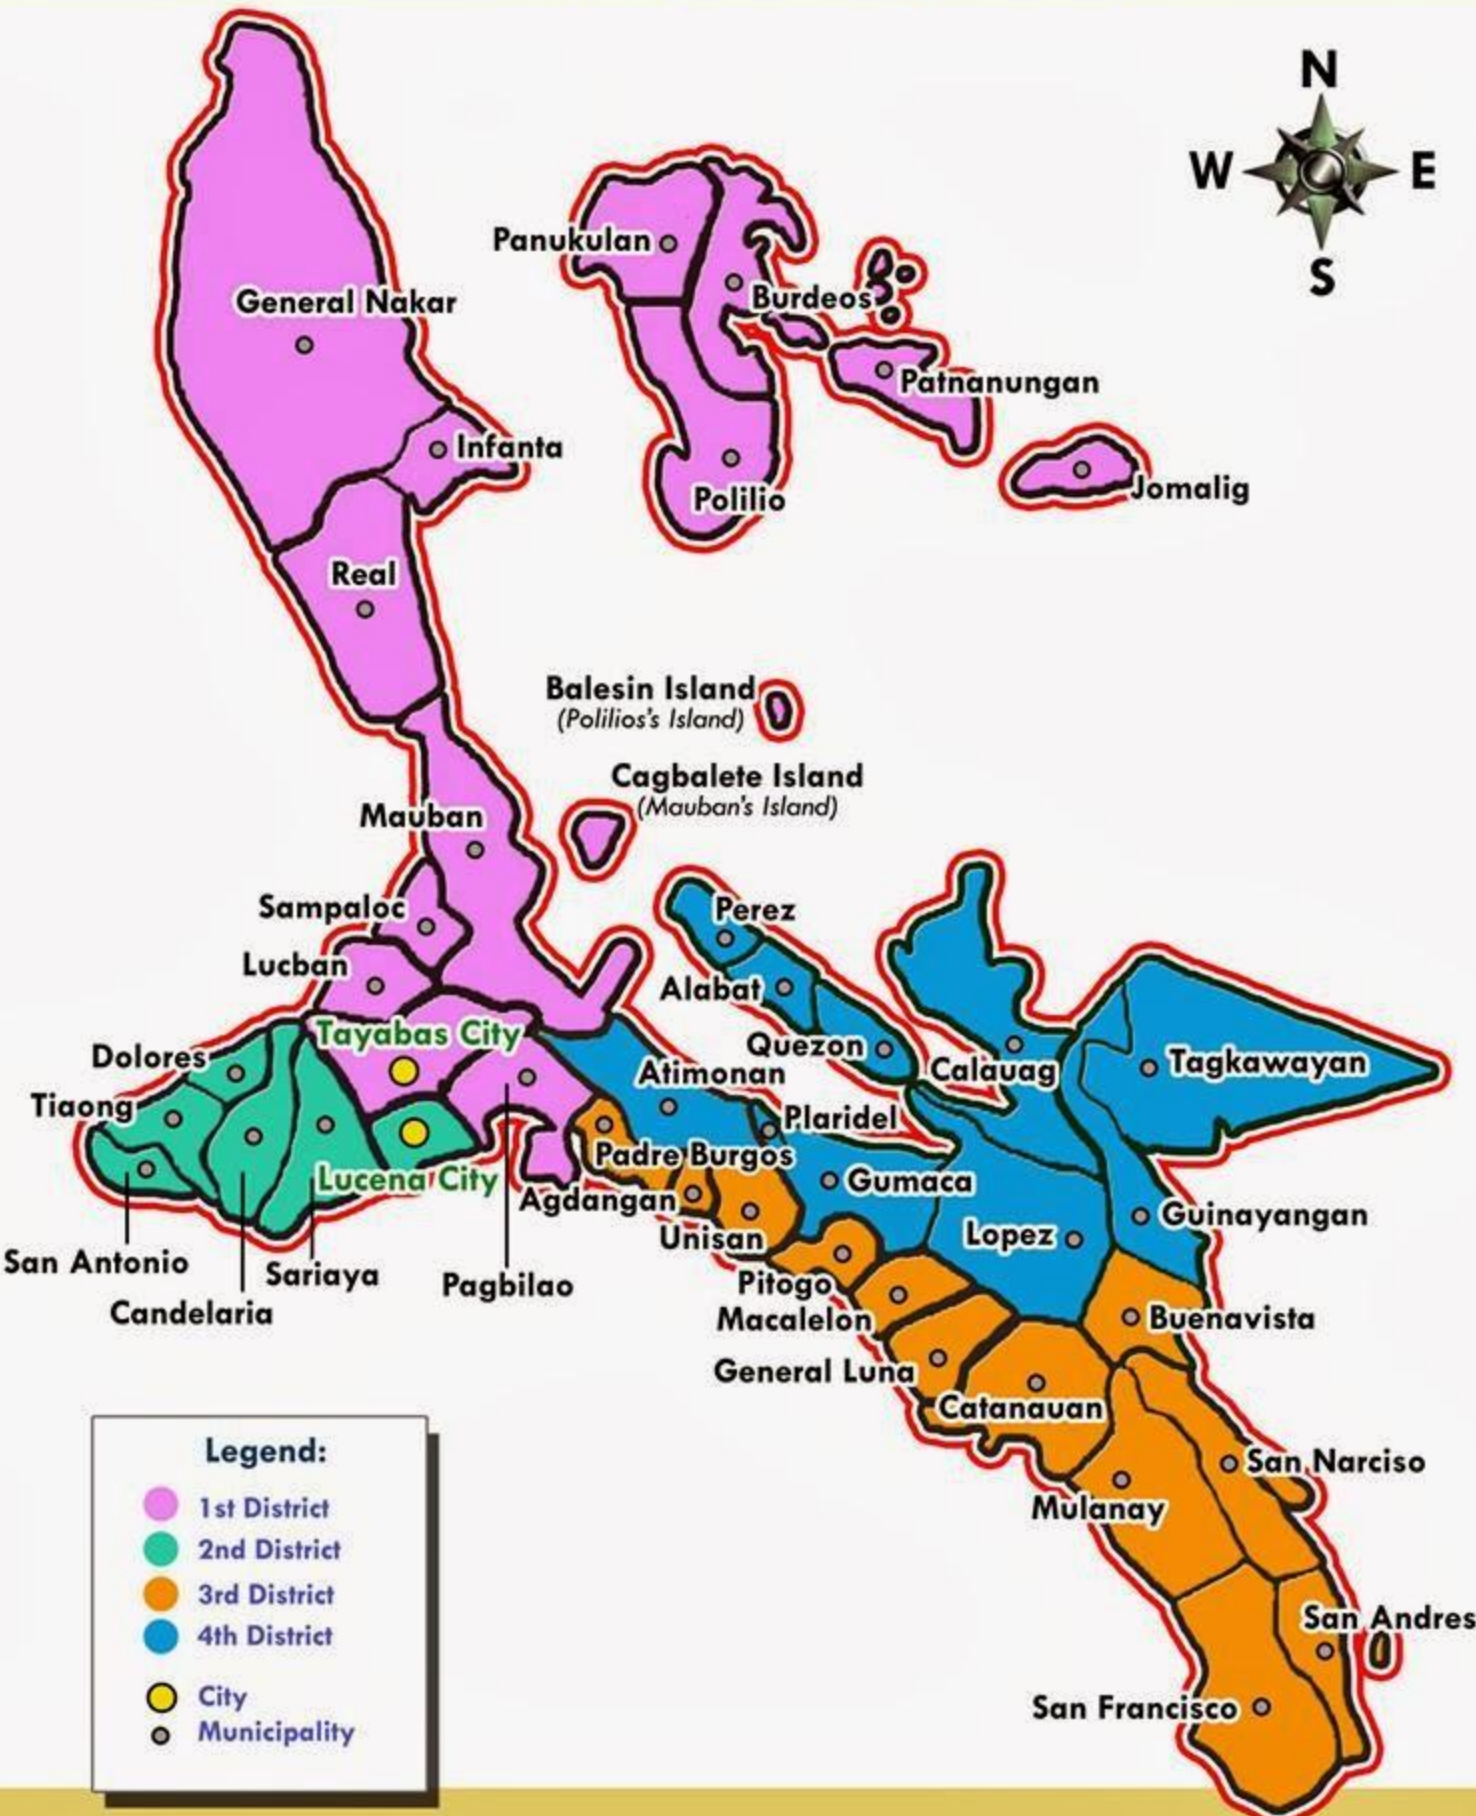 N
W
E
S
Panukulan
General Nakar
Burdeos
Patnanungan
Infanta
Jomalig
Polilio
Real
Balesin Island
(Polilios's Island)
Cagbalete Island
(Mauban's Island)
Mauban
Sampaloc
Perez
Lucban
Alabat
Tayabas City
Quezon
Dolores
Atimonan
Calauag
Tagkawayan
Tiaong
Plaridel
Padre Burgos
Lucena City
Agdangan
Gumaca
Guinayangan
Unisan
Lopez
San Antonio
Sariaya
Pagbilao
Pitogo
Candelaria
Macalelon
Buenavista
General Luna
Catanauan
San Narciso
Mulanay
San Andres
San Francisco
Legend:
1st District
2nd District
3rd District
4th District
City
Municipality